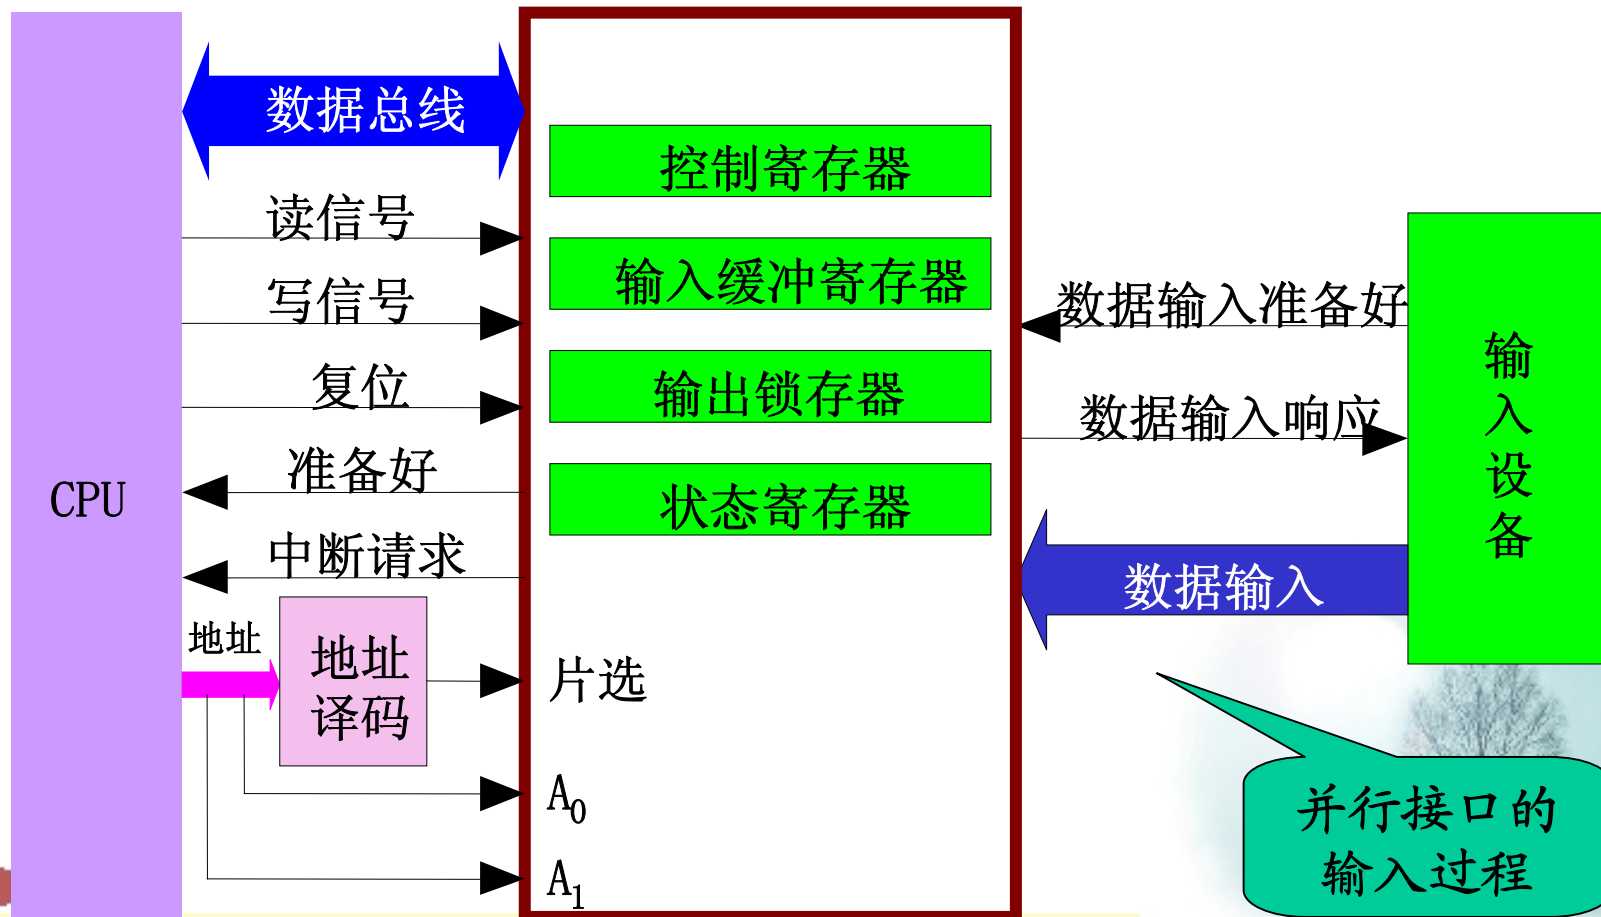 数据总线
控制寄存器
读信号
输入缓冲寄存器
写信号
数据输入准备好
复位
输出锁存器
数据输入响应
准备好
状态寄存器
CPU
输
入
设
备
中断请求
数据输入
地址
地址
译码
片选
A₀
A₁
并行接口的
输入过程